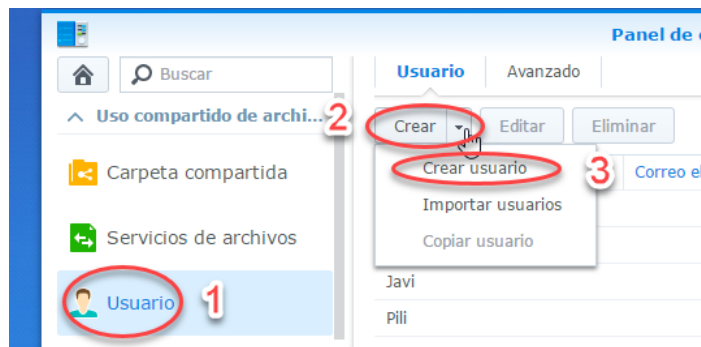 Panel de
Buscar
Usuario Avanzado
Uso compartido de archi...
2
Crear Editar Eliminar
Carpeta compartida
Crear usuario
3
Correo
Importar usuarios
Servicios de archivos
Copiar usuario
Usuario
1
Javi
Pili